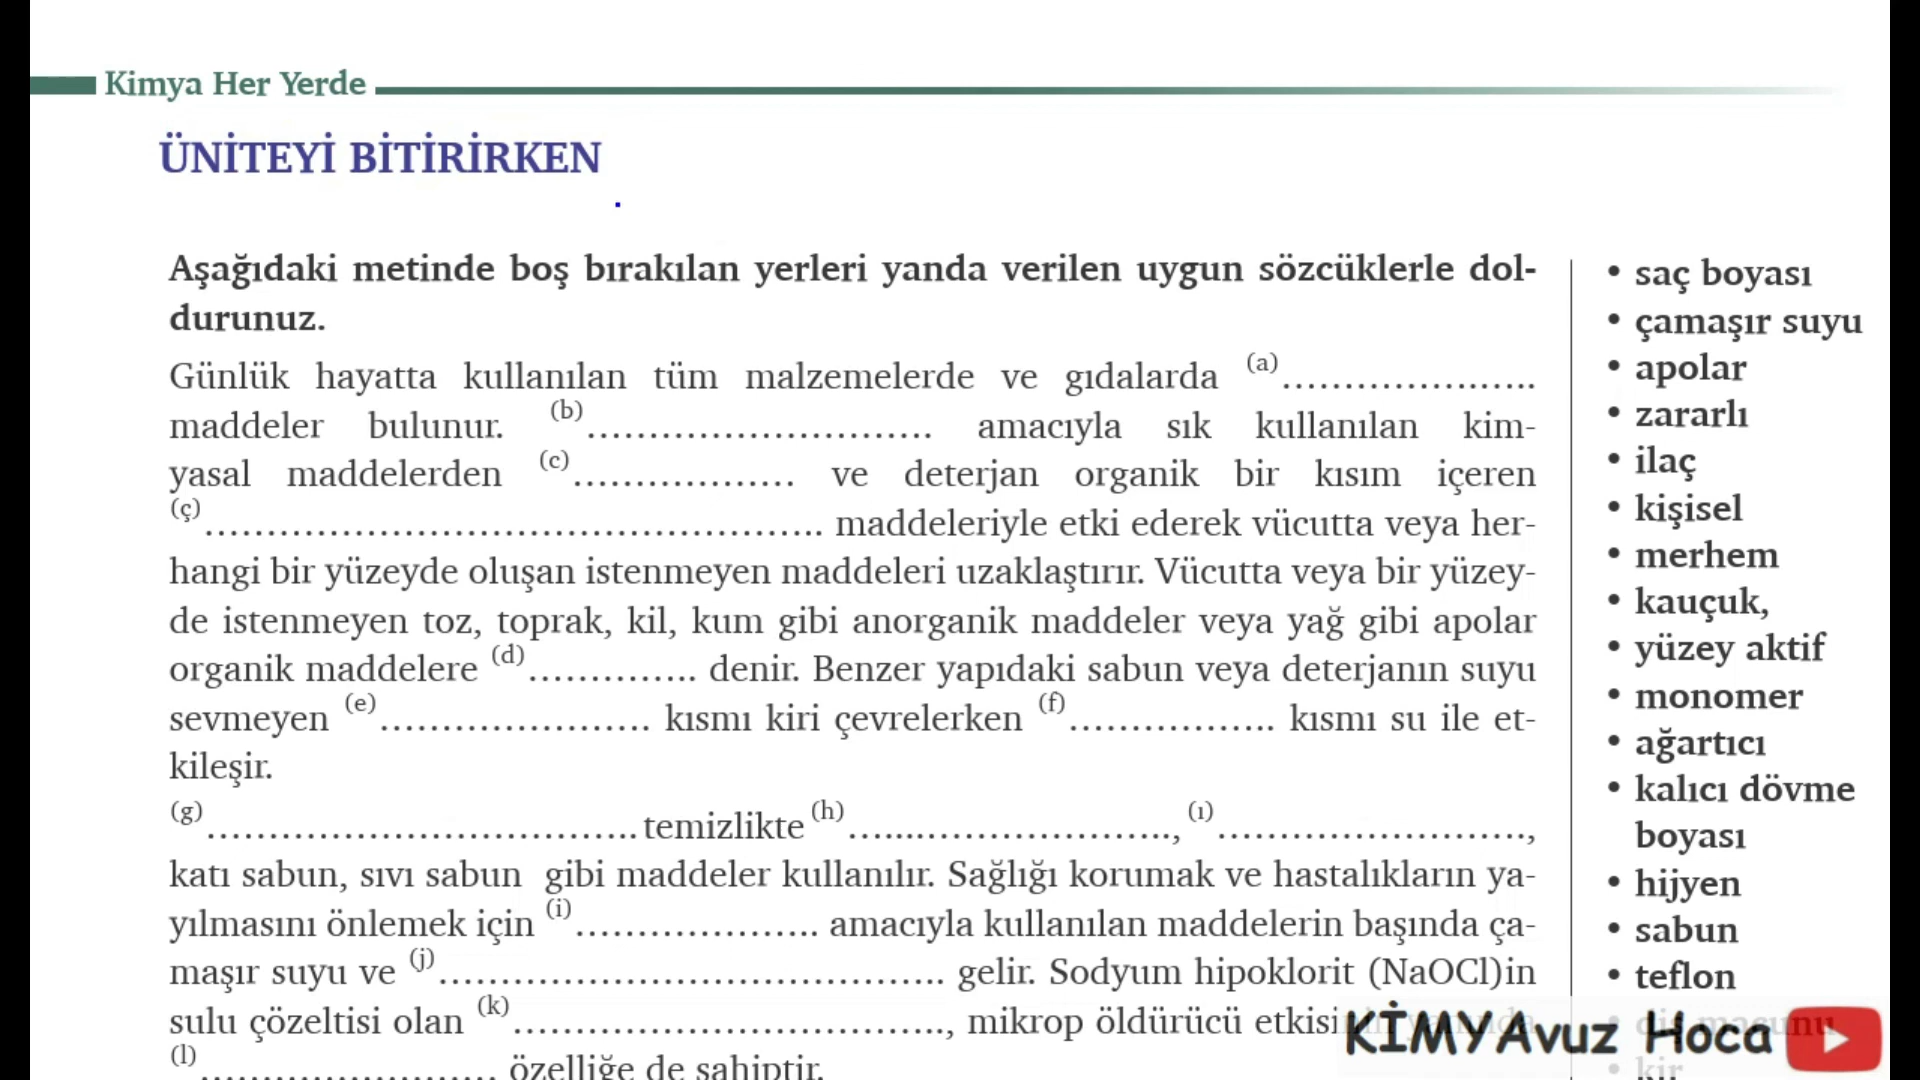 Kimya Her Yerde
ÜNİTEYİ BİTİRİRKEN
Aşağıdaki metinde boş bırakılan yerleri yanda verilen uygun sözcüklerle dol-
durunuz.
Günlük hayatta kullanılan tüm malzemelerde ve gıdalarda (a)........................
maddeler bulunur. (b)............................ amacıyla sık kullanılan kim-
yasal maddelerden (c).................. ve deterjan organik bir kısım içeren
(ç).................................................. maddeleriyle etki ederek vücutta veya her-
hangi bir yüzeyde oluşan istenmeyen maddeleri uzaklaştırır. Vücutta veya bir yüzey-
de istenmeyen toz, toprak, kil, kum gibi anorganik maddeler veya yağ gibi apolar
organik maddelere (d).............. denir. Benzer yapıdaki sabun veya deterjanın suyu
sevmeyen (e)...................... kısmı kiri çevrelerken (f)................. kısmı su ile et-
kileşir.
(g)................................... temizlikte (h)............................, (ı).........................,
katı sabun, sıvı sabun gibi maddeler kullanılır. Sağlığı korumak ve hastalıkların ya-
yılmasını önlemek için (i).................... amacıyla kullanılan maddelerin başında ça-
maşır suyu ve (j)......................................... gelir. Sodyum hipoklorit (NaOCl)in
sulu çözeltisi olan (k)..................................., mikrop öldürücü etkisinin yanında
(l)........................ özelliğe de sahiptir.
• saç boyası
• çamaşır suyu
• apolar
• zararlı
• ilaç
• kişisel
• merhem
• kauçuk,
• yüzey aktif
• monomer
• ağartıcı
• kalıcı dövme
boyası
• hijyen
• sabun
• teflon
• diş macunu
• kir
KİMYAvuz Hoca